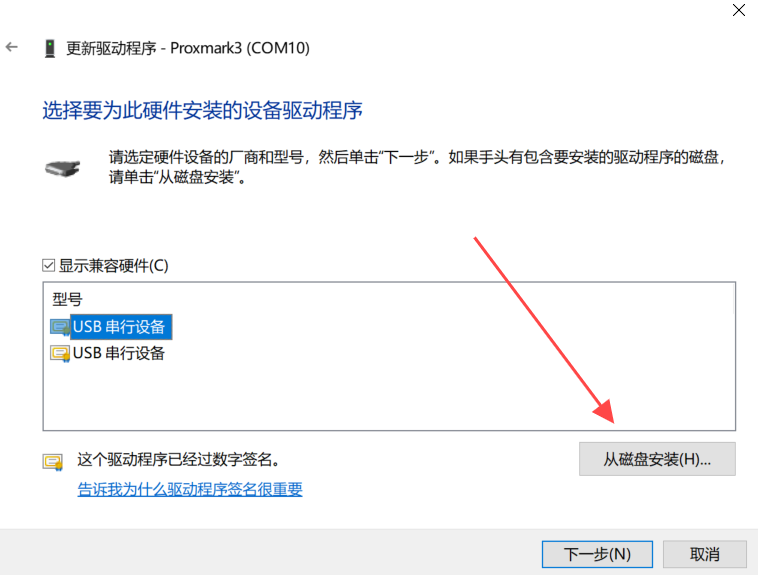 更新驱动程序 - Proxmark3 (COM10)
选择要为此硬件安装的设备驱动程序
请选定硬件设备的厂商和型号，然后单击"下一步"。如果手头有包含要安装的驱动程序的磁盘，
请单击"从磁盘安装"。
显示兼容硬件(C)
型号
USB 串行设备
USB 串行设备
这个驱动程序已经过数字签名。
从磁盘安装(H)...
告诉我为什么驱动程序签名很重要
下一步(N)
取消